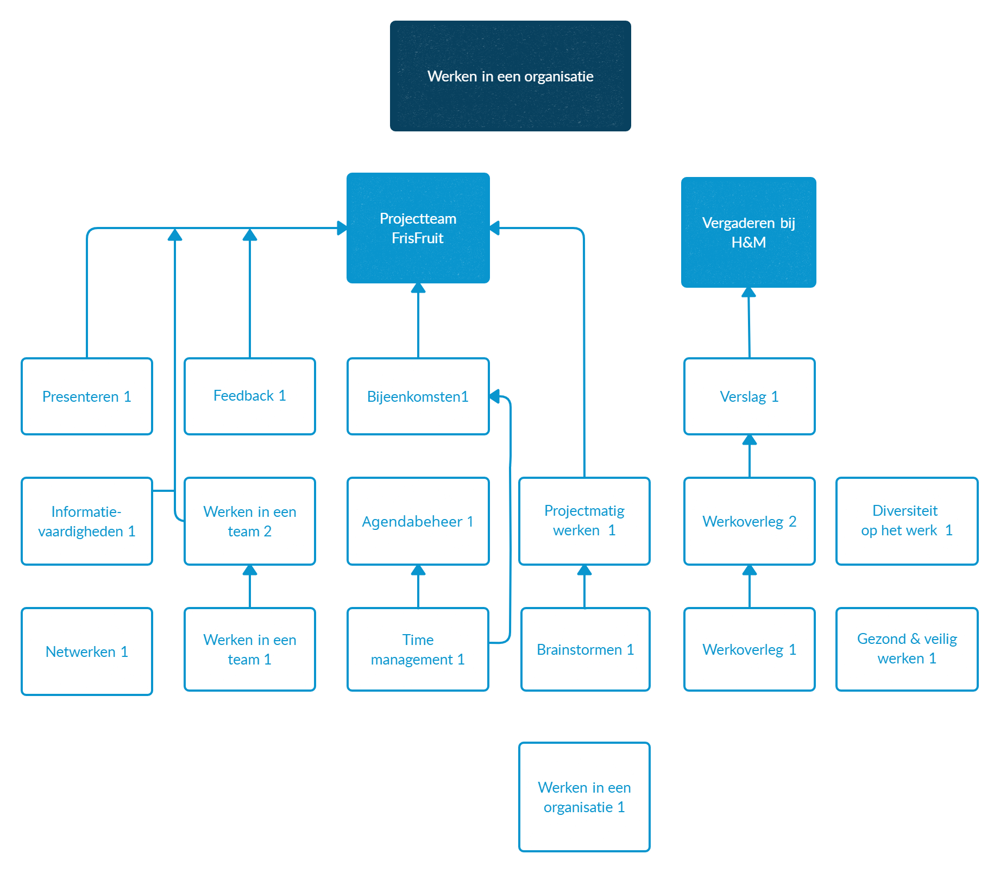 Werken in een organisatie
Projectteam
FrisFruit
Vergaderen bij
H&M
Presenteren 1
Feedback 1
Bijeenkomsten1
Verslag 1
Informatie-
vaardigheden 1
Werken in een
team 2
Agendabeheer 1
Projectmatig
werken 1
Werkoverleg 2
Diversiteit
op het werk 1
Netwerken 1
Werken in een
team 1
Time
management 1
Brainstormen 1
Werkoverleg 1
Gezond & veilig
werken 1
Werken in een
organisatie 1